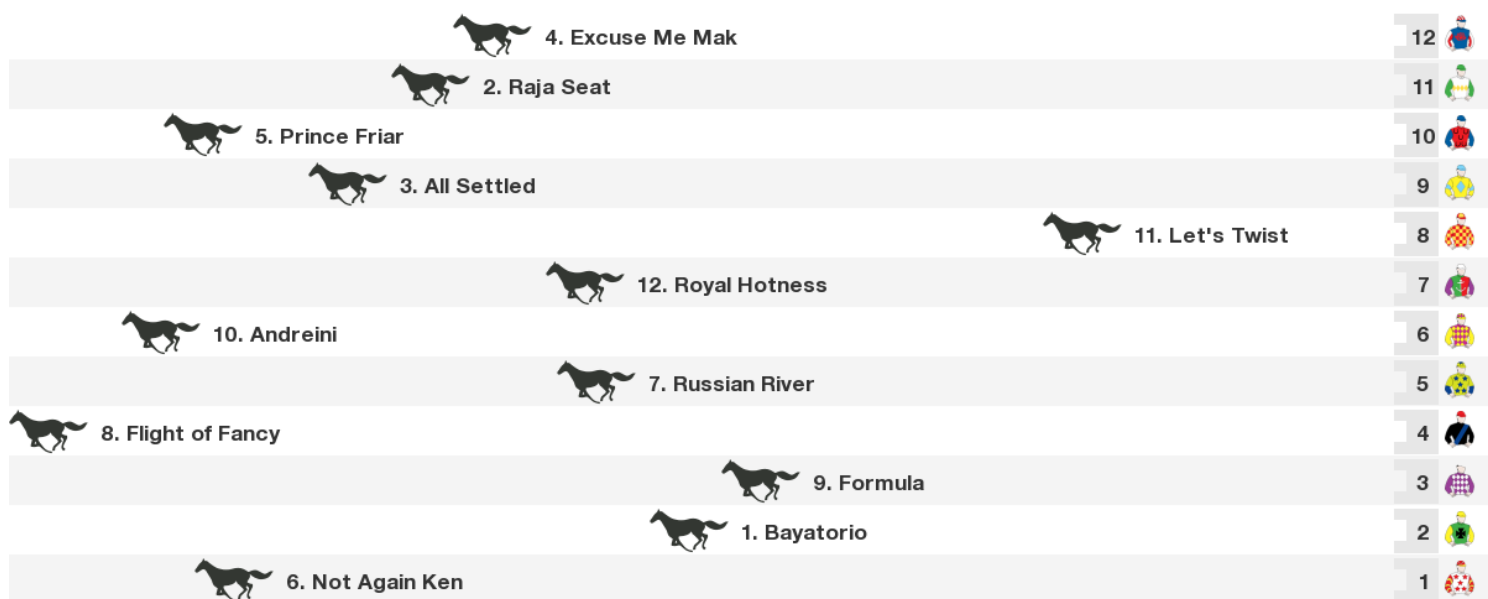 4. Excuse Me Mak 12
2. Raja Seat 11
5. Prince Friar 10
3. All Settled 9
11. Let's Twist 8
12. Royal Hotness 7
10. Andreini 6
7. Russian River 5
8. Flight of Fancy 4
9. Formula 3
1. Bayatorio 2
6. Not Again Ken 1